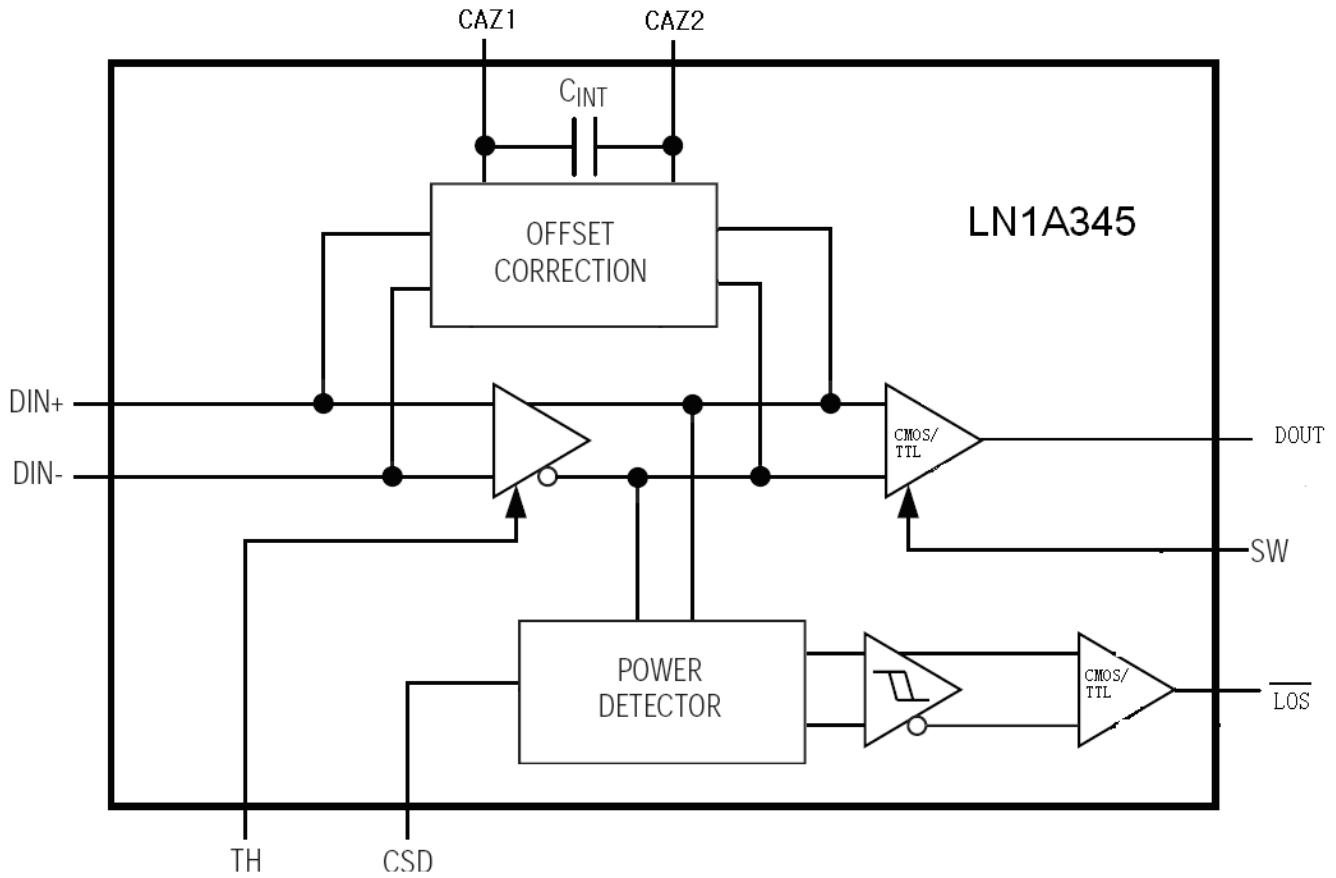 CAZ1
CAZ2
CINT
OFFSET
CORRECTION
LN1A345
DIN+
DIN-
CMOS/
TTL
DOUT
SW
POWER
DETECTOR
CMOS/
TTL
LOS
TH
CSD